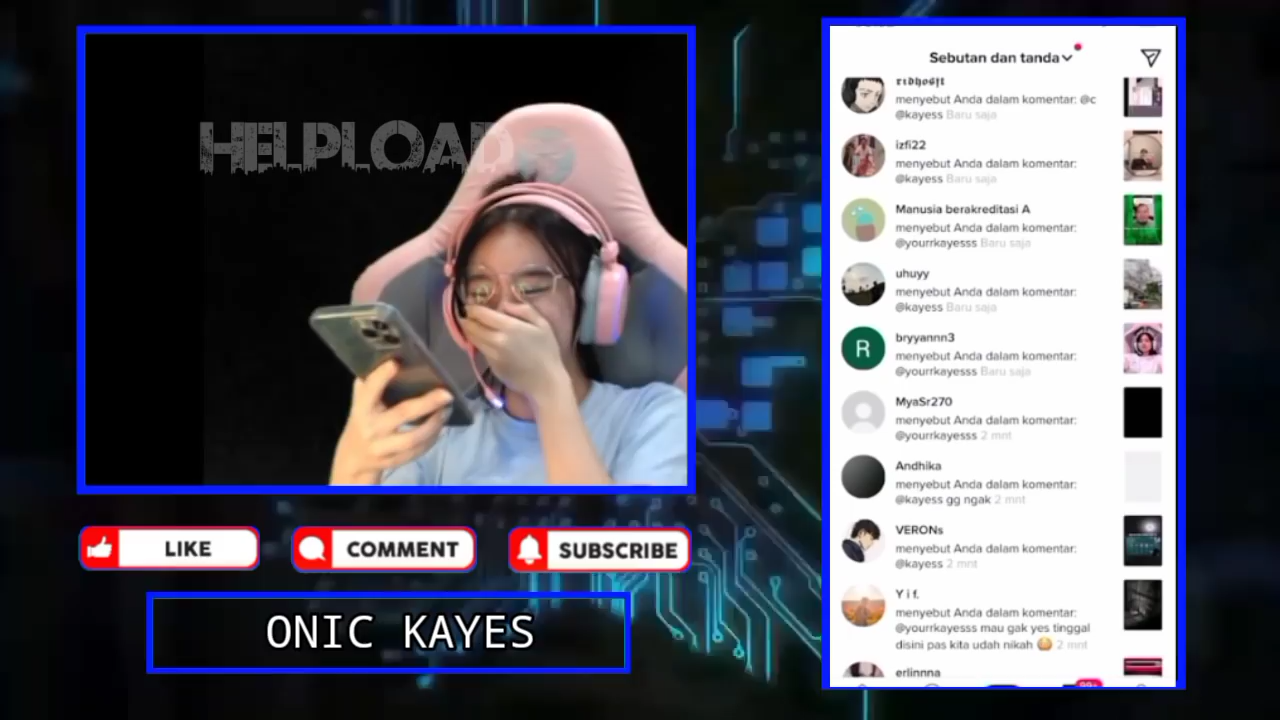 HELPLOAD
LIKE
COMMENT
SUBSCRIBE
ONIC KAYES
Sebutan dan tanda
𝖗𝖎𝖉𝖍𝖔𝖘𝖋𝖑
menyebut Anda dalam komentar: @c
@kayess Baru saja
izfi22
menyebut Anda dalam komentar:
@kayess Baru saja
Manusia berakreditasi A
menyebut Anda dalam komentar:
@yourrkayesss Baru saja
uhuyy
menyebut Anda dalam komentar:
@kayess Baru saja
R
bryyannn3
menyebut Anda dalam komentar:
@yourrkayesss Baru saja
MyaSr270
menyebut Anda dalam komentar:
@yourrkayesss 2 mnt
Andhika
menyebut Anda dalam komentar:
@kayess gg ngak 2 mnt
VERONs
menyebut Anda dalam komentar:
@kayess 2 mnt
Y i f.
menyebut Anda dalam komentar:
@yourrkayesss mau gak yes tinggal
disini pas kita udah nikah 😳 2 mnt
erlinnna
99+